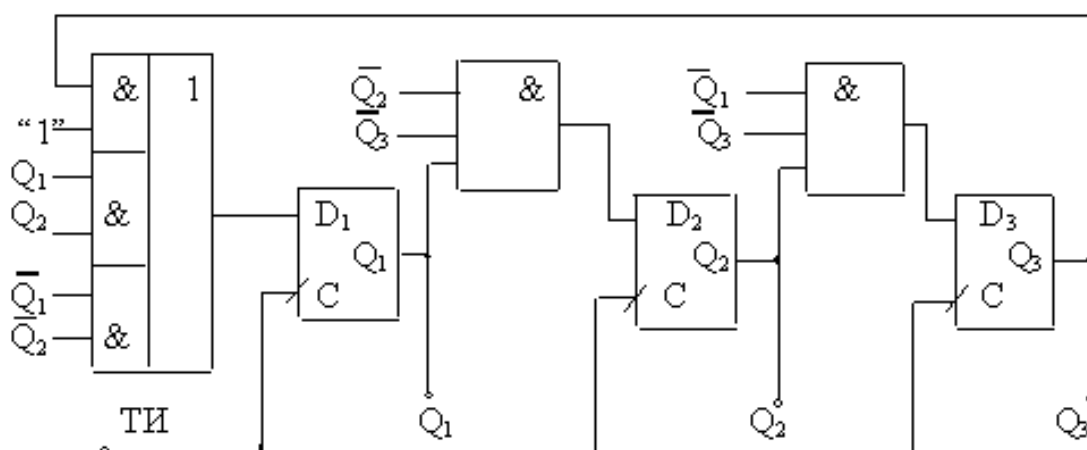 &
1
"1"
Q₁
Q₂
&
Q̅₁
Q̅₂
&
D₁
Q₁
C
Q̅₂
Q̅₃
&
D₂
Q₂
C
Q̅₁
Q̅₃
&
D₃
Q₃
C
ТИ
Q₁
Q₂
Q₃